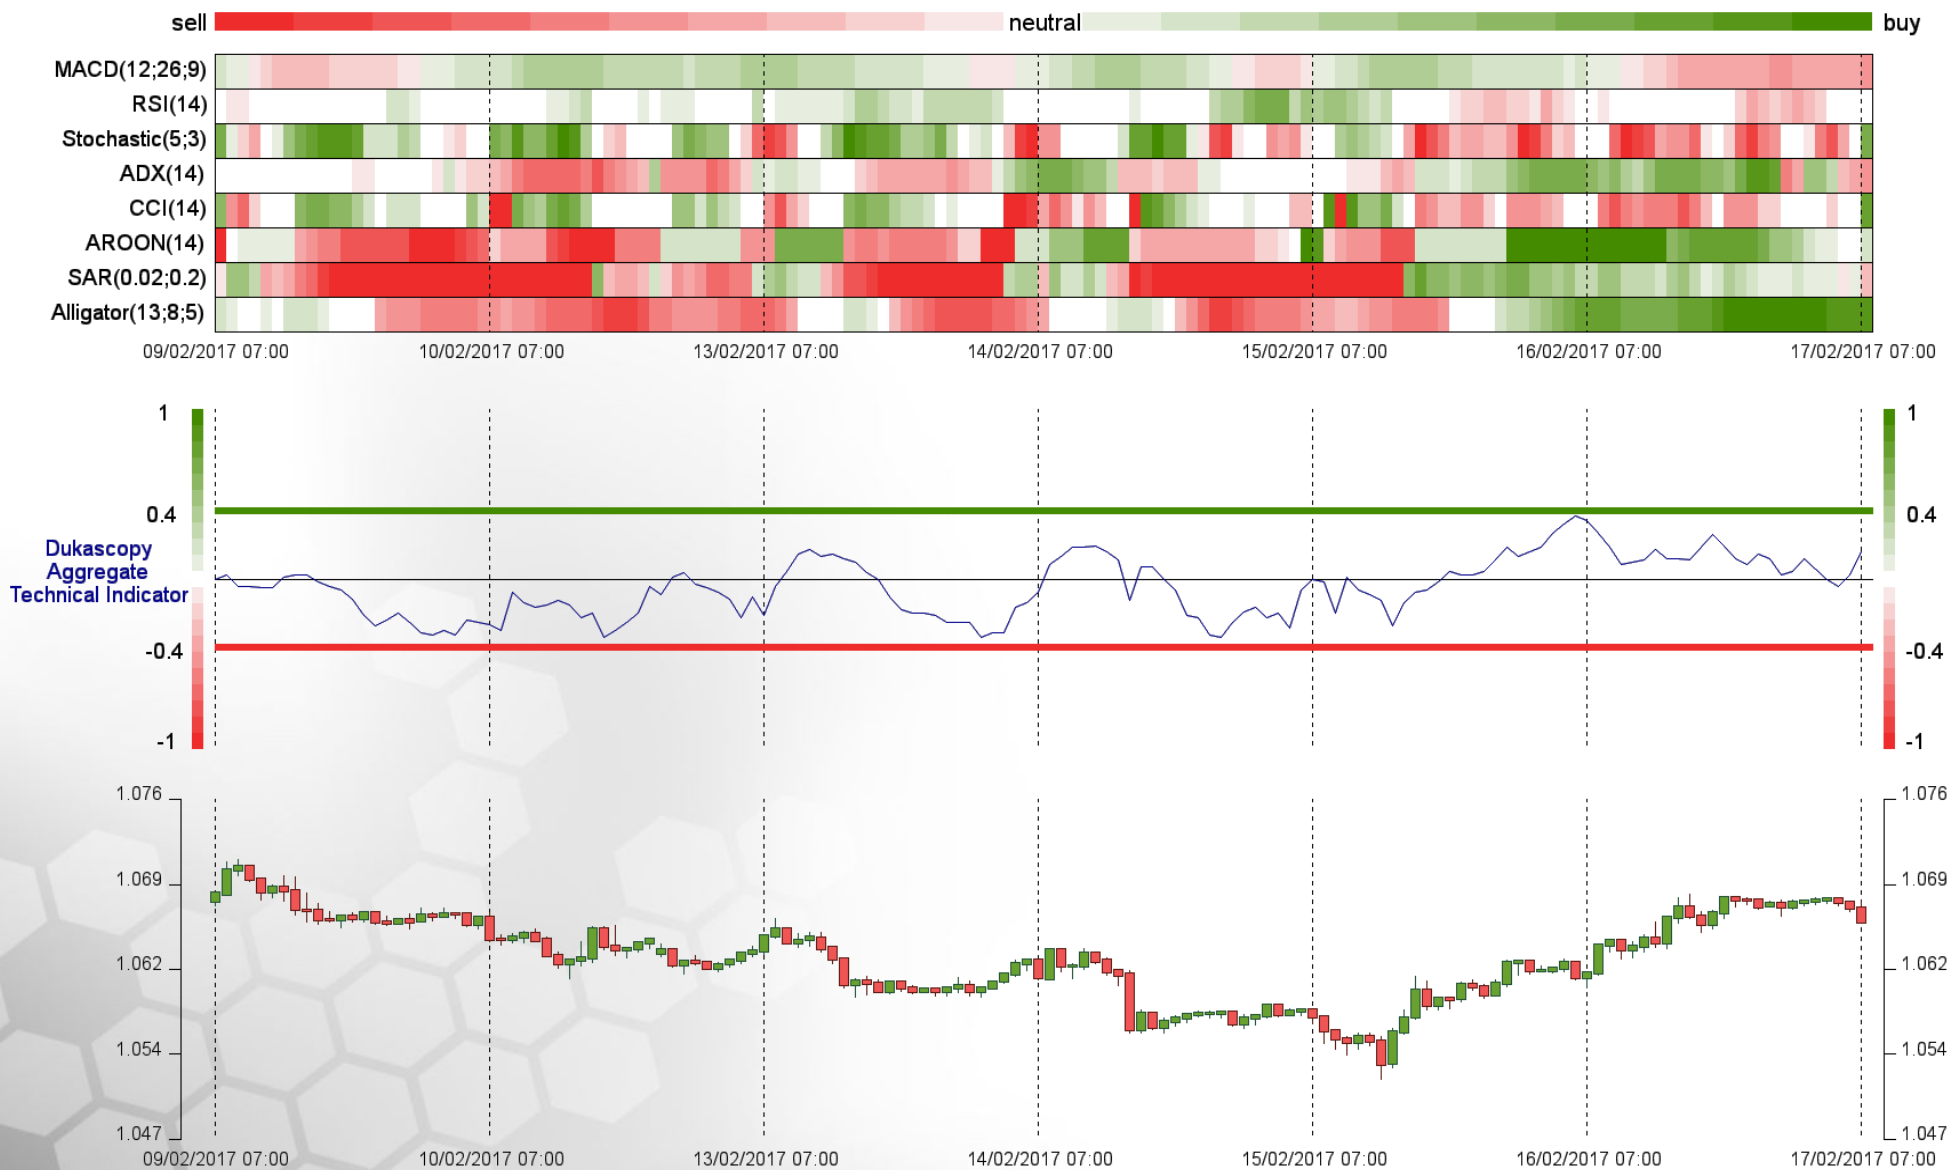 sell neutral buy
MACD(12;26;9)
RSI(14)
Stochastic(5;3)
ADX(14)
CCI(14)
AROON(14)
SAR(0.02;0.2)
Alligator(13;8;5)
09/02/2017 07:00 10/02/2017 07:00 13/02/2017 07:00 14/02/2017 07:00 15/02/2017 07:00 16/02/2017 07:00 17/02/2017 07:00
1 1
0.4 0.4
Dukascopy
Aggregate
Technical Indicator
-0.4 -0.4
-1 -1
1.076 1.076
1.069 1.069
1.062 1.062
1.054 1.054
1.047 1.047
09/02/2017 07:00 10/02/2017 07:00 13/02/2017 07:00 14/02/2017 07:00 15/02/2017 07:00 16/02/2017 07:00 17/02/2017 07:00